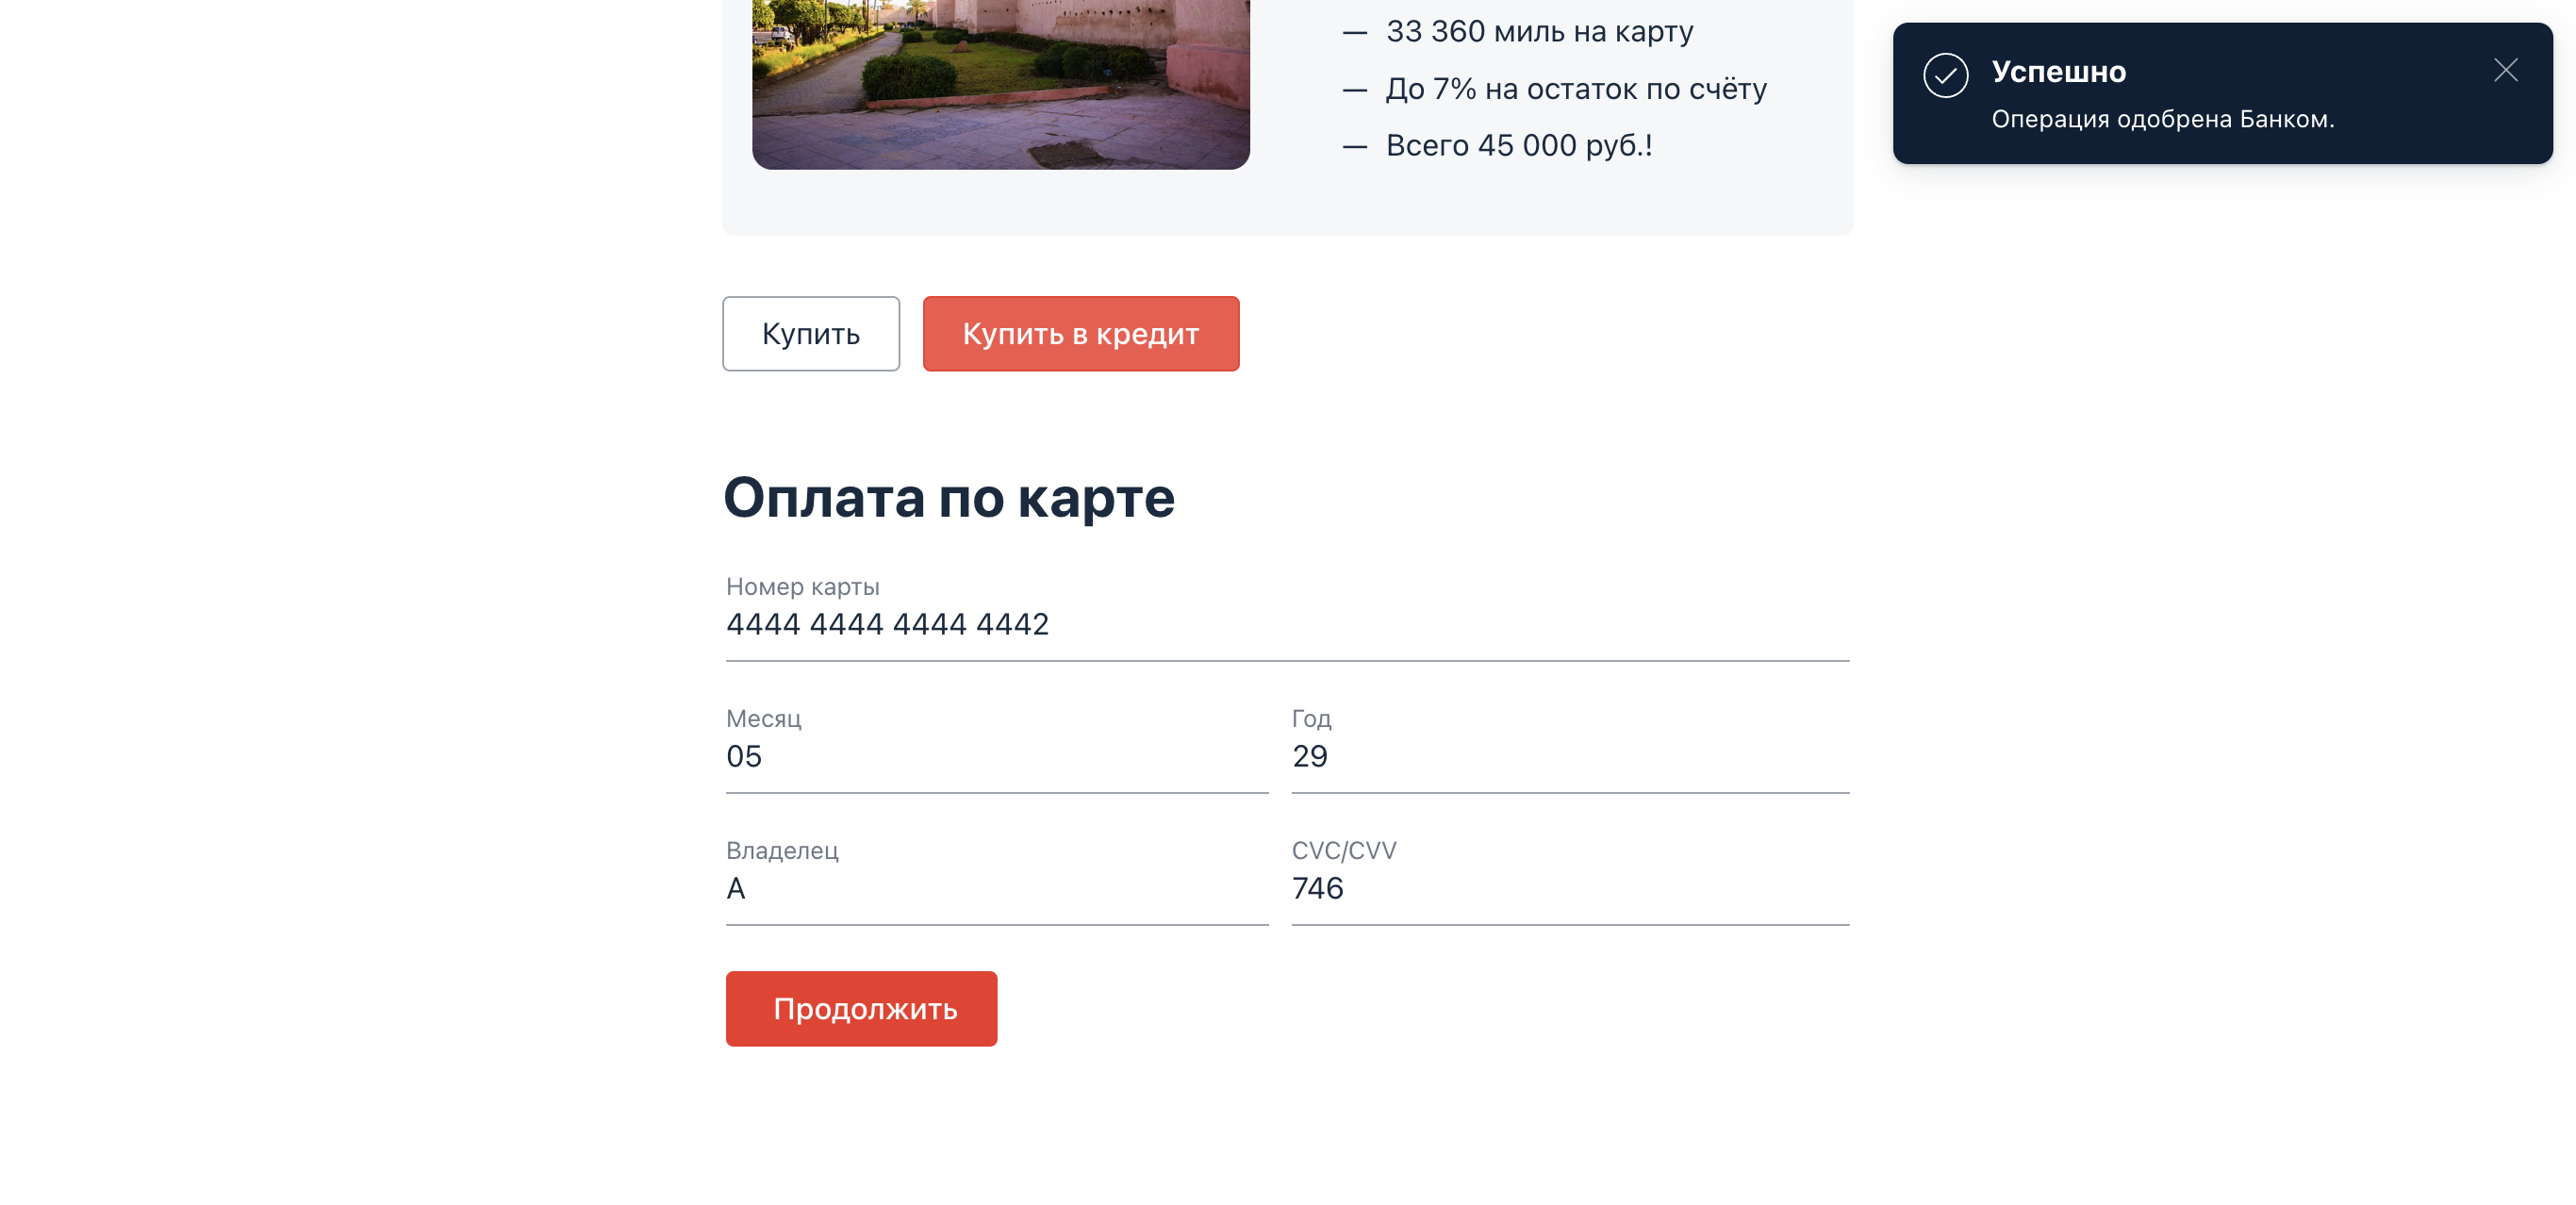 — 33 360 миль на карту
— До 7% на остаток по счёту
— Всего 45 000 руб.!
Успешно
Операция одобрена Банком.
Купить
Купить в кредит
Оплата по карте
Номер карты
4444 4444 4444 4442
Месяц
05
Год
29
Владелец
A
CVC/CVV
746
Продолжить